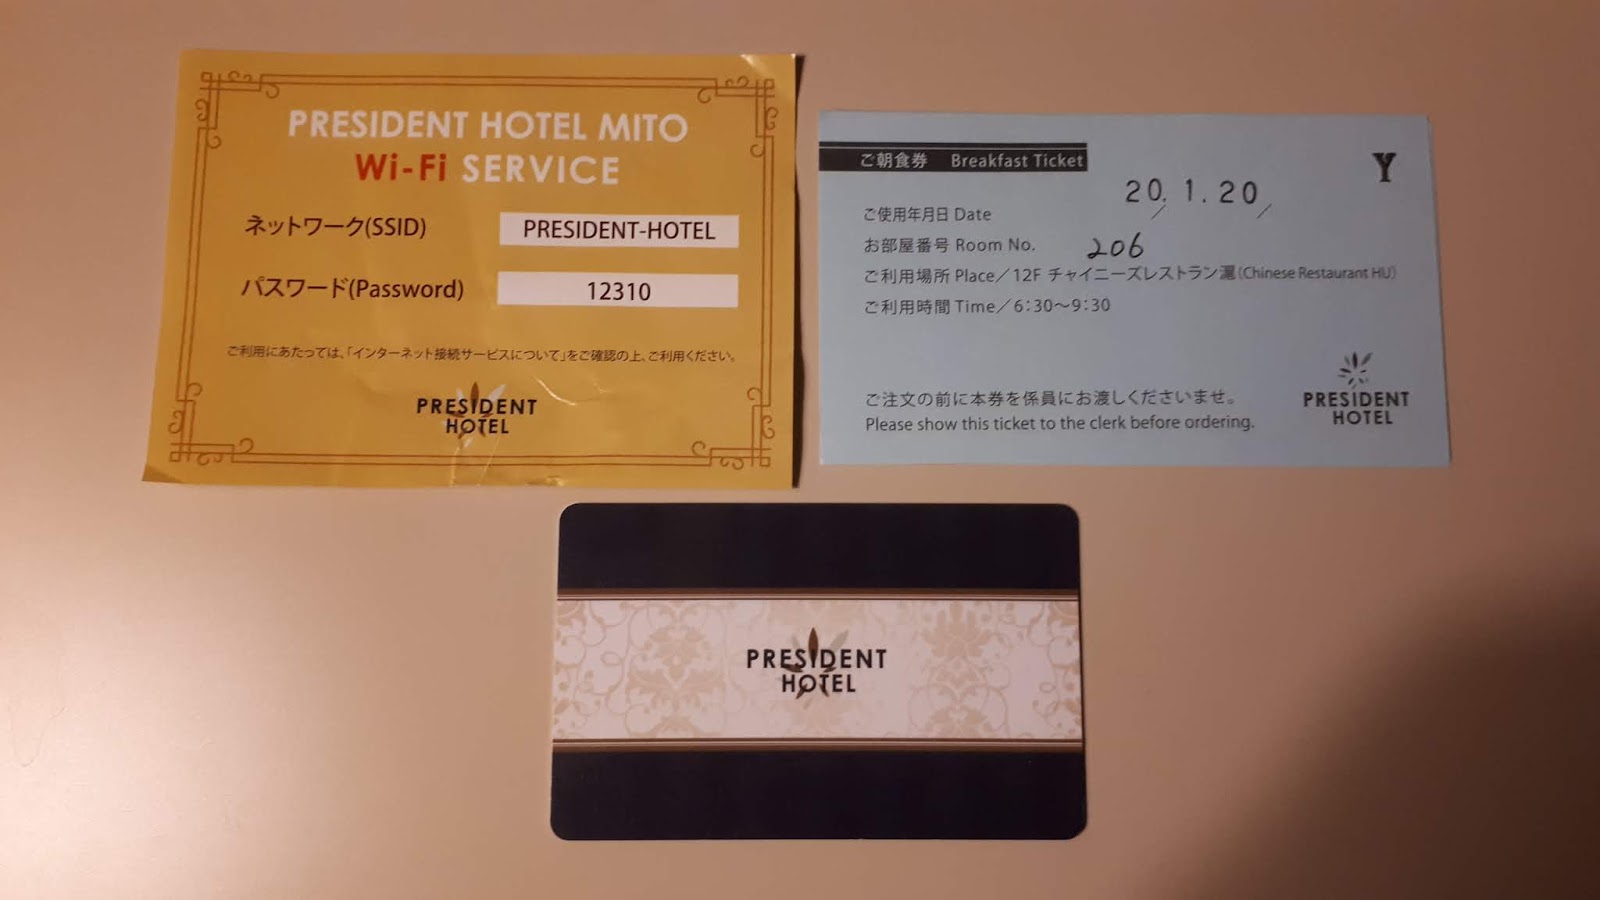 PRESIDENT HOTEL MITO
Wi-Fi SERVICE
ネットワーク(SSID) PRESIDENT-HOTEL
パスワード(Password) 12310
ご利用にあたっては、「インターネット接続サービスについて」をご確認の上、ご利用ください。
PRESIDENT
HOTEL
ご朝食券 Breakfast Ticket
Y
ご使用年月日 Date 20. 1. 20
お部屋番号 Room No. 206
ご利用場所 Place／12F チャイニーズレストラン滬(Chinese Restaurant HU)
ご利用時間 Time／6:30〜9:30
ご注文の前に本券を係員にお渡しくださいませ。
Please show this ticket to the clerk before ordering.
PRESIDENT
HOTEL
PRESIDENT
HOTEL